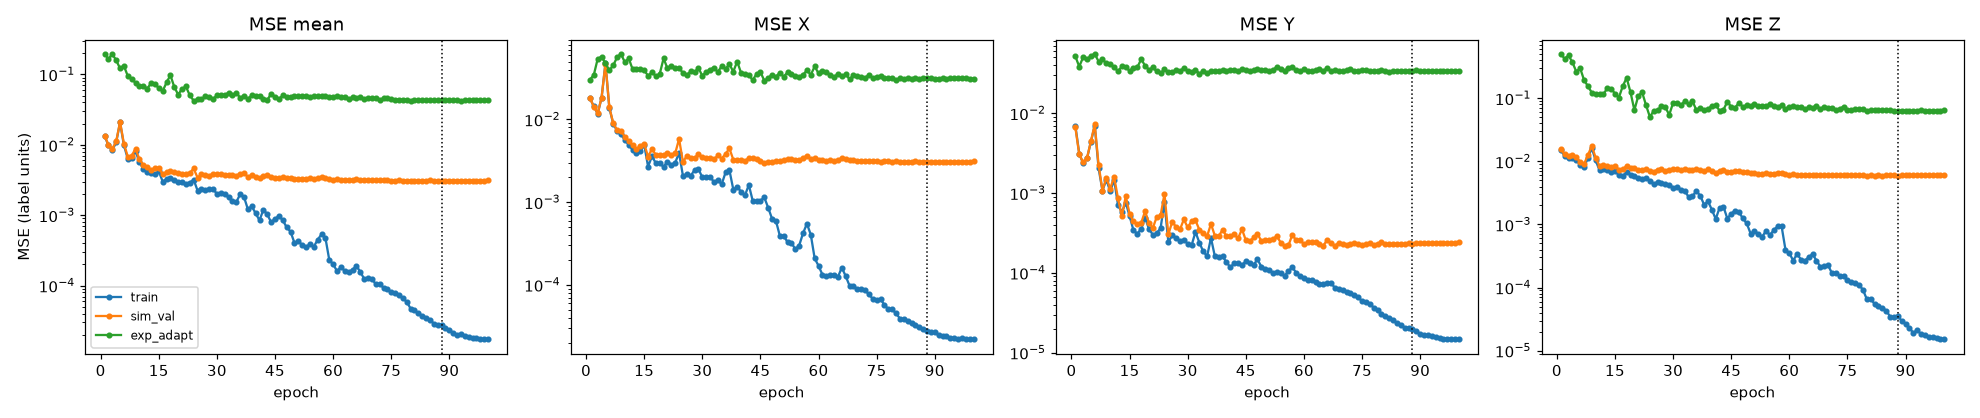 MSE mean
MSE (label units)
10⁻¹
10⁻²
10⁻³
10⁻⁴
train
sim_val
exp_adapt
0 15 30 45 60 75 90
epoch
MSE X
10⁻²
10⁻³
10⁻⁴
0 15 30 45 60 75 90
epoch
MSE Y
10⁻²
10⁻³
10⁻⁴
10⁻⁵
0 15 30 45 60 75 90
epoch
MSE Z
10⁻¹
10⁻²
10⁻³
10⁻⁴
10⁻⁵
0 15 30 45 60 75 90
epoch